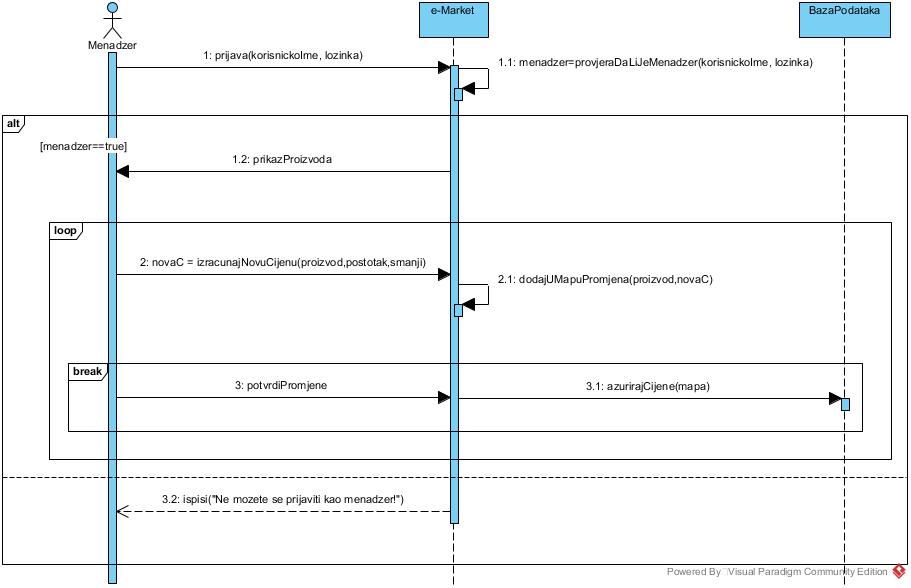 e-Market
BazaPodataka
Menadzer
1: prijava(korisnickoIme, lozinka)
1.1: menadzer=provjeraDaLiJeMenadzer(korisnickoIme, lozinka)
alt
[menadzer==true]
1.2: prikazProizvoda
loop
2: novaC = izracunajNovuCijenu(proizvod,postotak,smanji)
2.1: dodajUMapuPromjena(proizvod,novaC)
break
3: potvrdiPromjene
3.1: azurirajCijene(mapa)
3.2: ispisi("Ne mozete se prijaviti kao menadzer!")
Powered By Visual Paradigm Community Edition